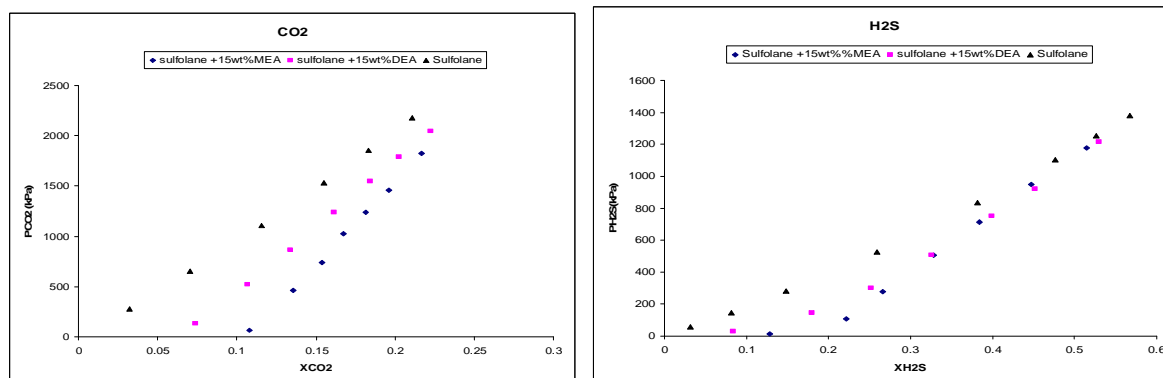 CO2
sulfolane +15wt%MEA sulfolane +15wt%DEA Sulfolane
2500
2000
1500
1000
500
0
0 0.05 0.1 0.15 0.2 0.25 0.3
PCO2 (kPa)
XCO2
H2S
Sulfolane +15wt%%MEA sulfolane +15wt%DEA Sulfolane
1600
1400
1200
1000
800
600
400
200
0
0 0.1 0.2 0.3 0.4 0.5 0.6
PH2S(kPa)
XH2S